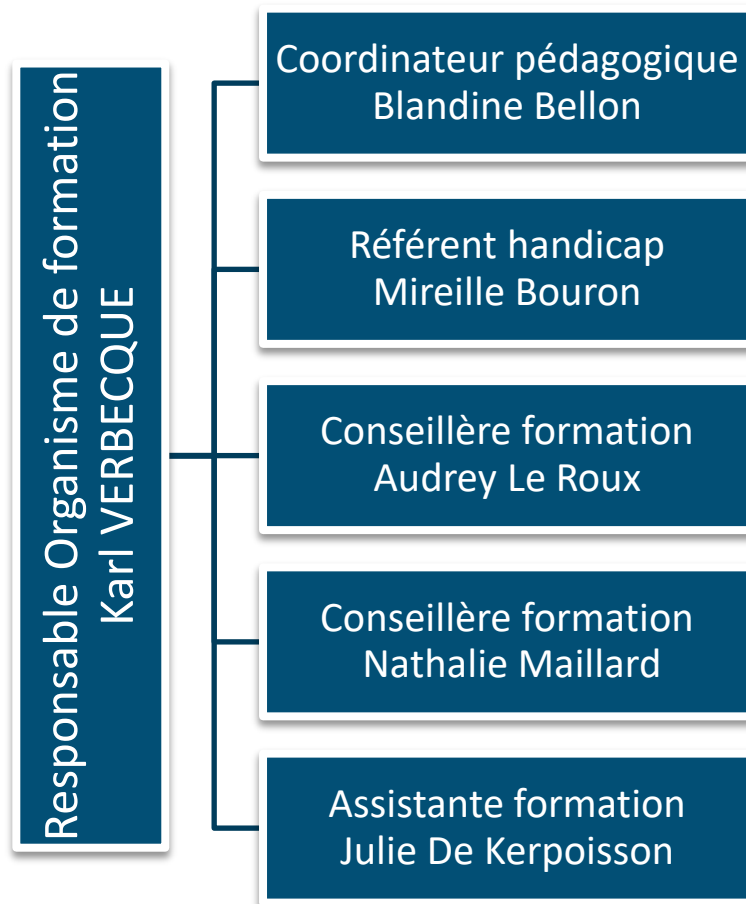 Responsable Organisme de formation
Karl VERBECQUE
Coordinateur pédagogique
Blandine Bellon
Référent handicap
Mireille Bouron
Conseillère formation
Audrey Le Roux
Conseillère formation
Nathalie Maillard
Assistante formation
Julie De Kerpoisson